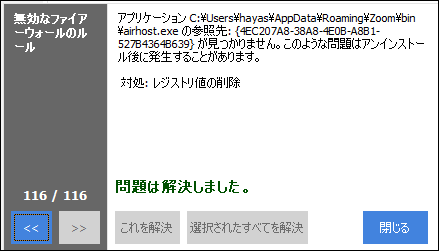 無効なファイア
ーウォールのル
ール
アプリケーション C:¥Users¥hayas¥AppData¥Roaming¥Zoom¥bin
¥airhost.exe の参照先: {4EC207A8-38A8-4E0B-A8B1-
527B4364B639} が見つかりません。このような問題はアンインストー
ル後に発生することがあります。
対処: レジストリ値の削除
116 / 116
問題は解決しました。
<< >> これを解決 選択されたすべてを解決 閉じる